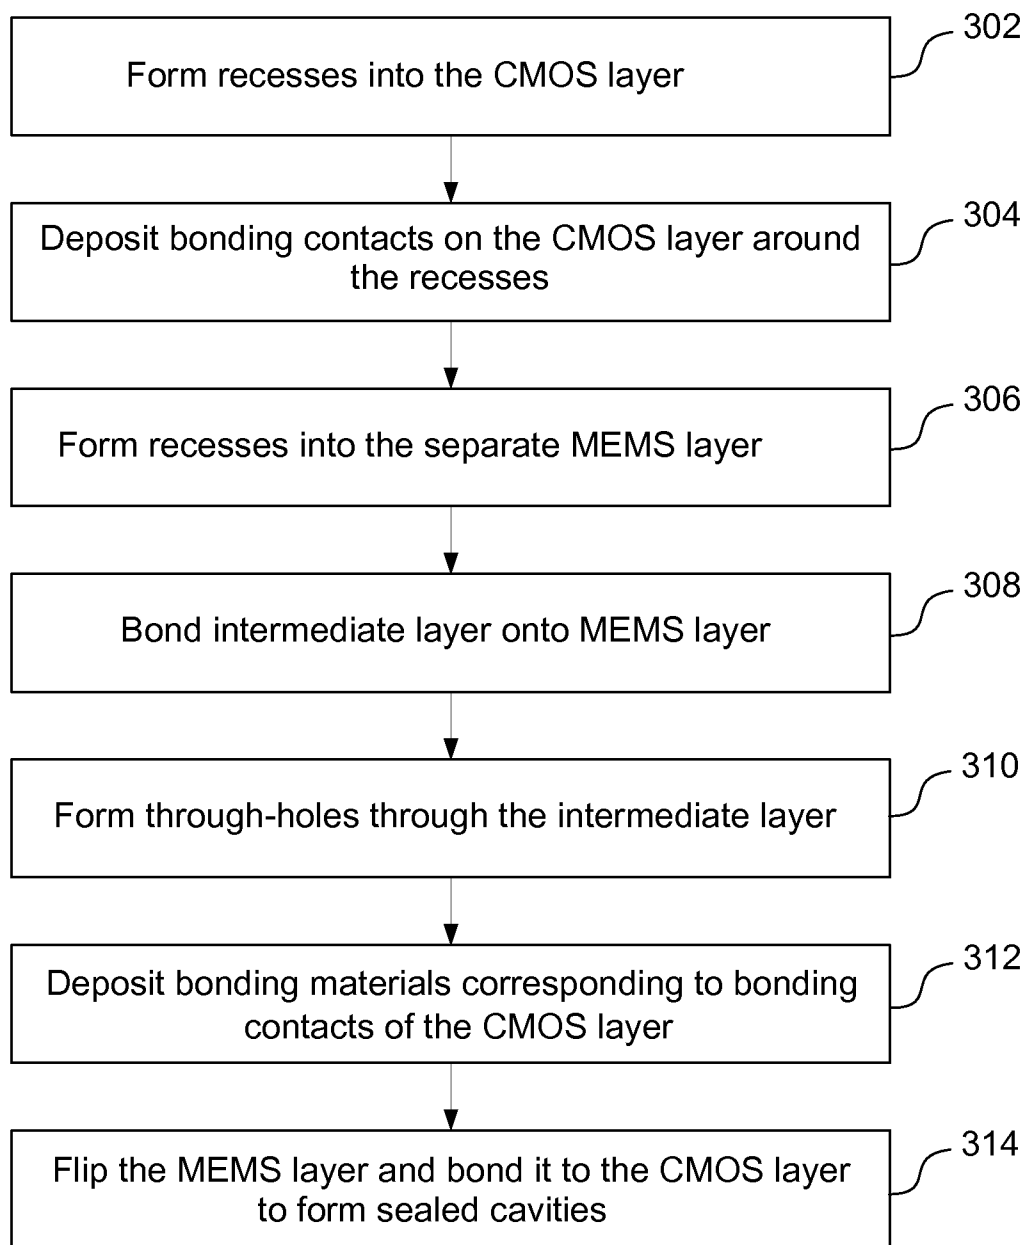 302
Form recesses into the CMOS layer
304
Deposit bonding contacts on the CMOS layer around
the recesses
306
Form recesses into the separate MEMS layer
308
Bond intermediate layer onto MEMS layer
310
Form through-holes through the intermediate layer
312
Deposit bonding materials corresponding to bonding
contacts of the CMOS layer
314
Flip the MEMS layer and bond it to the CMOS layer
to form sealed cavities